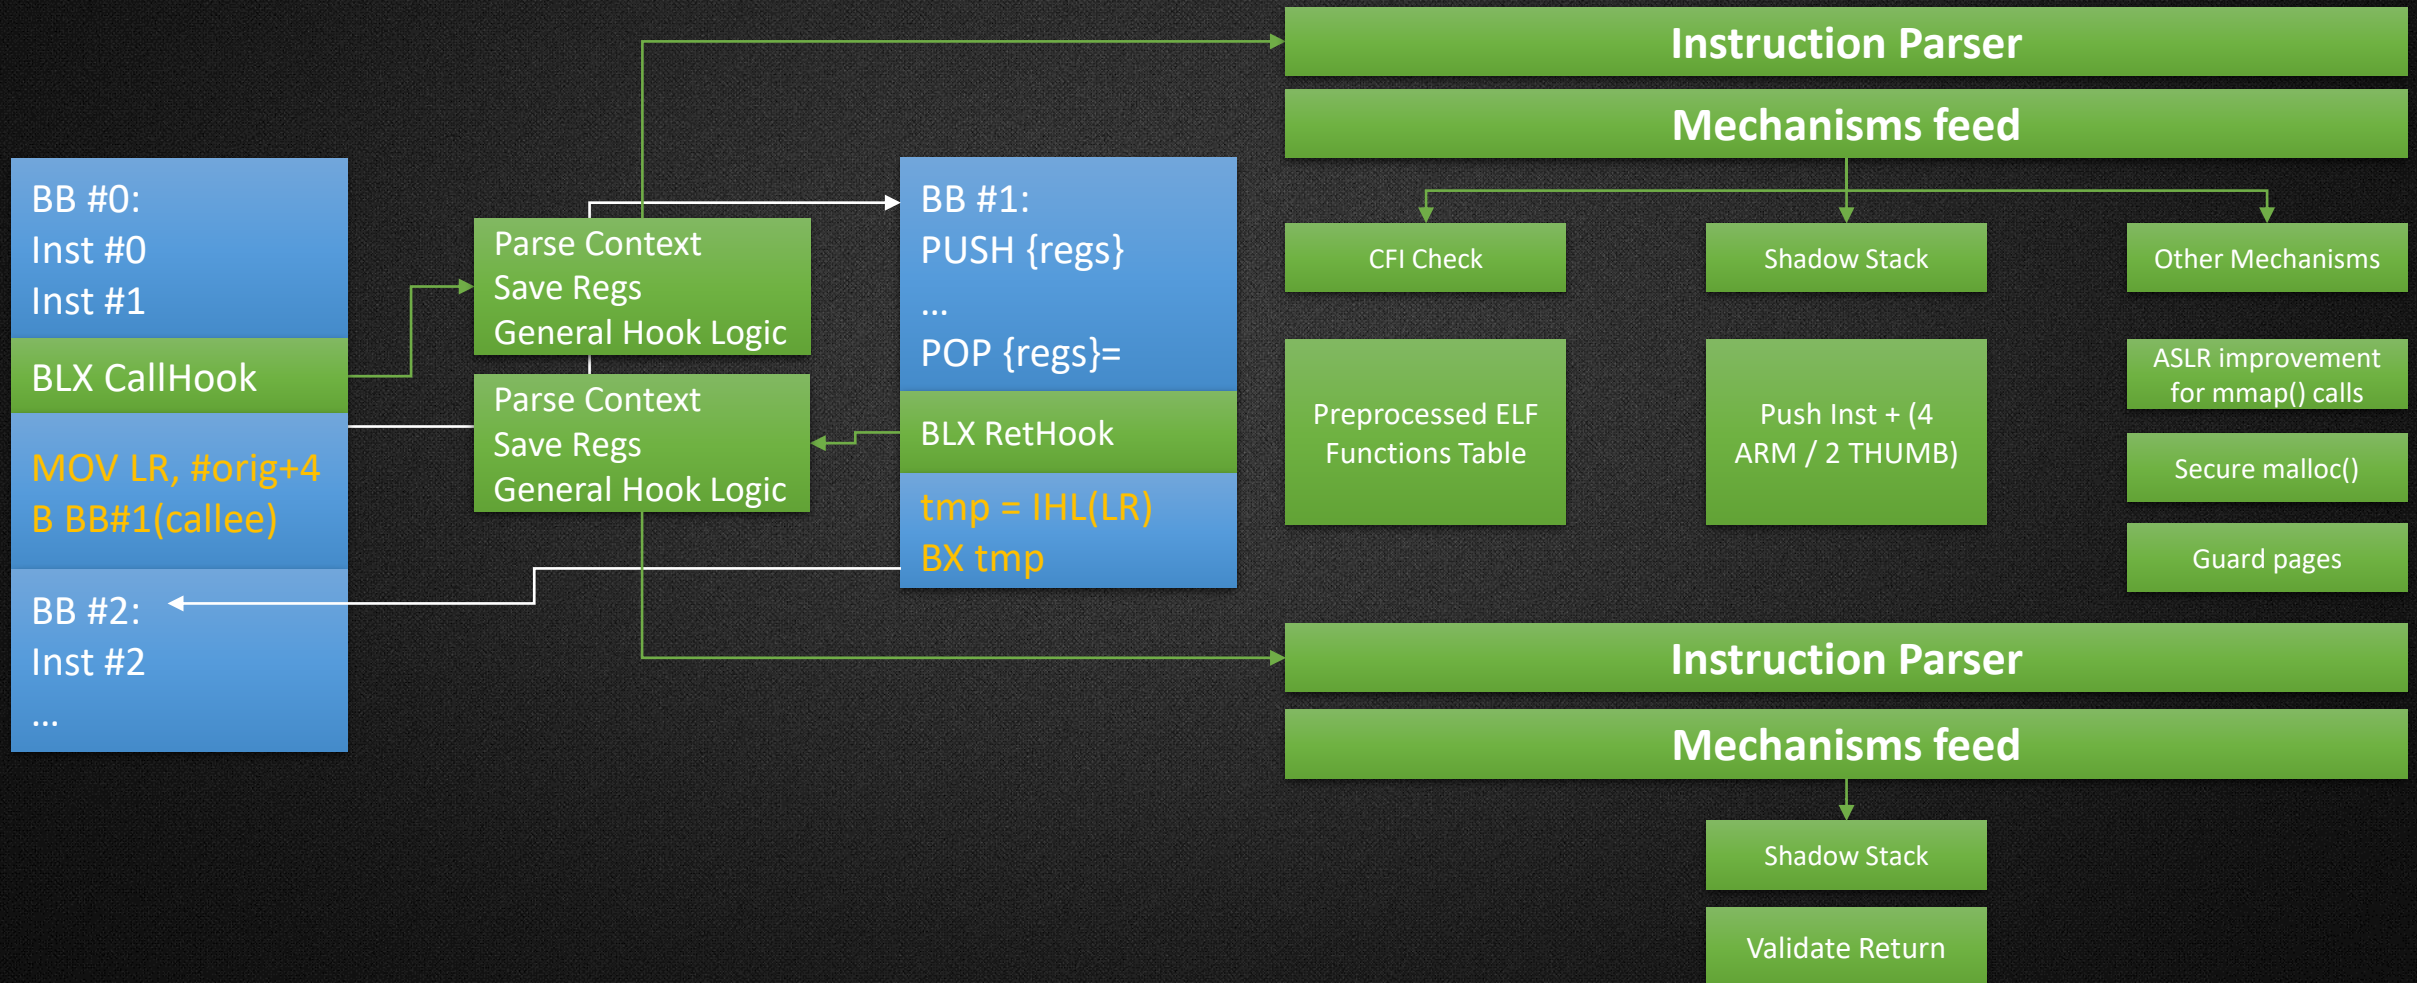 BB #0:
Inst #0
Inst #1
BLX CallHook
MOV LR, #orig+4
B BB#1(callee)
BB #2:
Inst #2
...
Parse Context
Save Regs
General Hook Logic
Parse Context
Save Regs
General Hook Logic
BB #1:
PUSH {regs}
...
POP {regs}=
BLX RetHook
tmp = IHL(LR)
BX tmp
Instruction Parser
Mechanisms feed
CFI Check
Shadow Stack
Other Mechanisms
Preprocessed ELF
Functions Table
Push Inst + (4
ARM / 2 THUMB)
ASLR improvement
for mmap() calls
Secure malloc()
Guard pages
Instruction Parser
Mechanisms feed
Shadow Stack
Validate Return